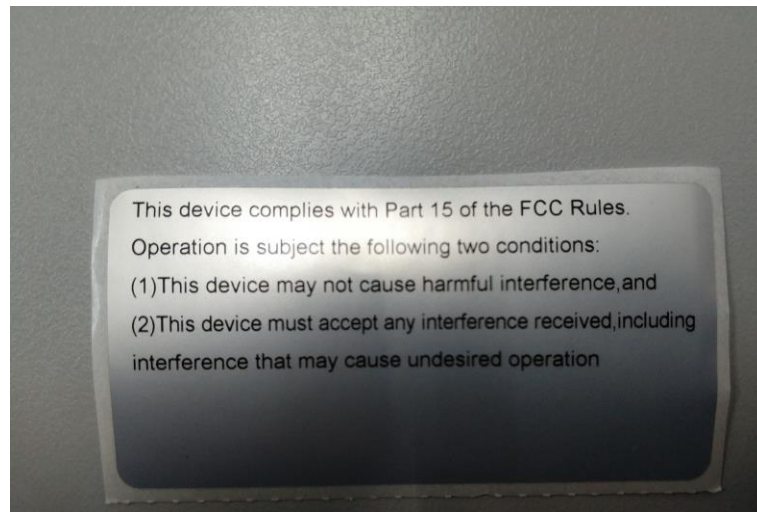 This device complies with Part 15 of the FCC Rules.
Operation is subject the following two conditions:
(1)This device may not cause harmful interference,and
(2)This device must accept any interference received,including
interference that may cause undesired operation